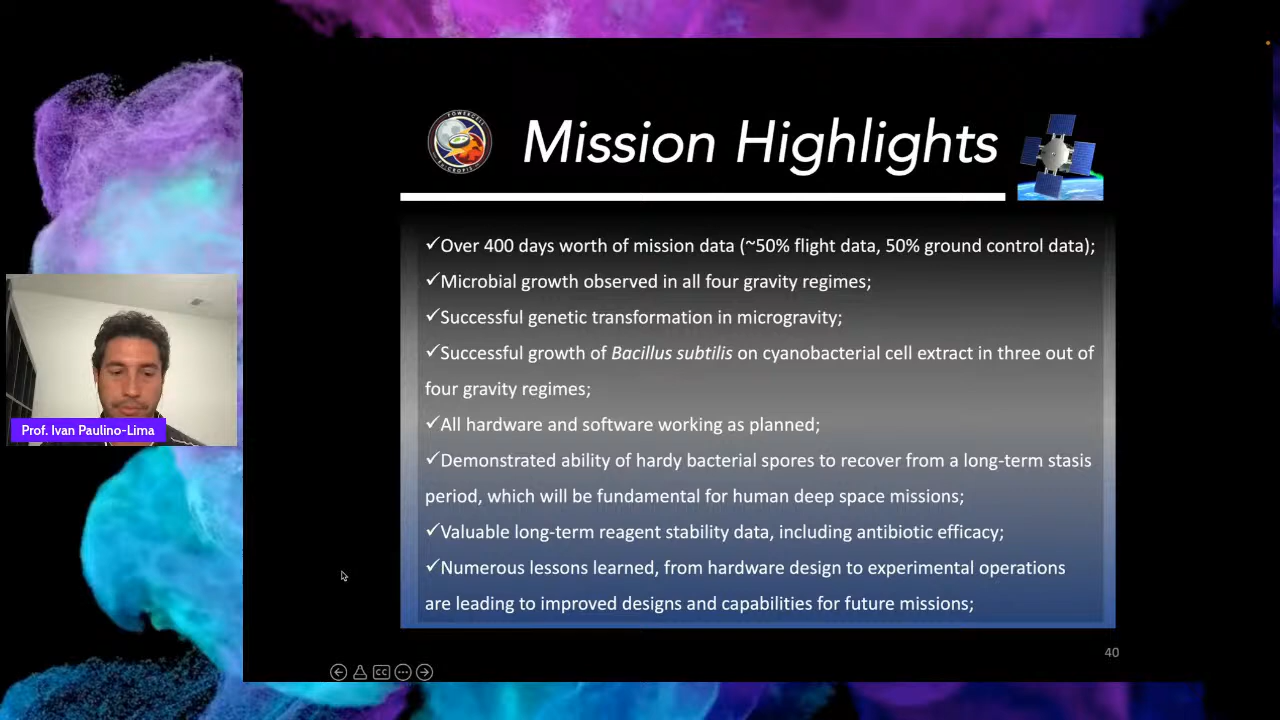 POWERCELL
Mission Highlights
✓Over 400 days worth of mission data (~50% flight data, 50% ground control data);
✓Microbial growth observed in all four gravity regimes;
✓Successful genetic transformation in microgravity;
✓Successful growth of Bacillus subtilis on cyanobacterial cell extract in three out of
four gravity regimes;
✓All hardware and software working as planned;
✓Demonstrated ability of hardy bacterial spores to recover from a long-term stasis
period, which will be fundamental for human deep space missions;
✓Valuable long-term reagent stability data, including antibiotic efficacy;
✓Numerous lessons learned, from hardware design to experimental operations
are leading to improved designs and capabilities for future missions;
Prof. Ivan Paulino-Lima
40
CC